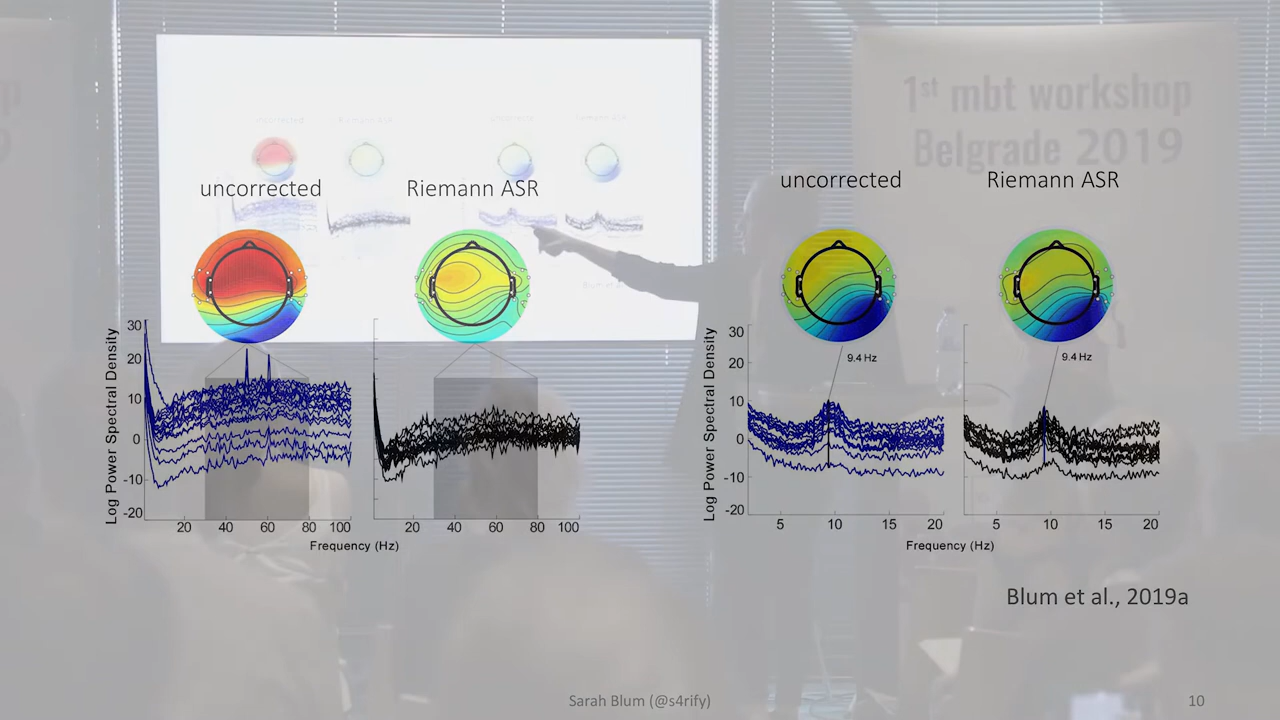 1st mbt workshop
Belgrade 2019
uncorrected
Riemann ASR
uncorrected
Riemann ASR
Log Power Spectral Density
30
20
10
0
-10
-20
20 40 60 80 100
20 40 60 80 100
Frequency (Hz)
9.4 Hz
9.4 Hz
Log Power Spectral Density
30
20
10
0
-10
-20
5 10 15 20
5 10 15 20
Frequency (Hz)
Blum et al., 2019a
Sarah Blum (@s4rify)
10